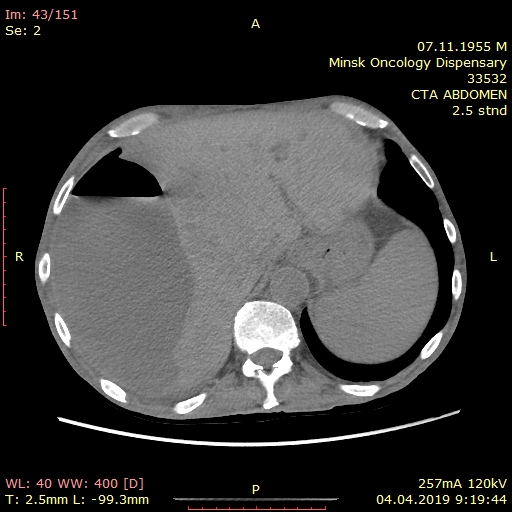 Im: 43/151
Se: 2
A
07.11.1955 M
Minsk Oncology Dispensary
33532
CTA ABDOMEN
2.5 stnd
R
L
WL: 40 WW: 400 [D]
T: 2.5mm L: -99.3mm
P
257mA 120kV
04.04.2019 9:19:44